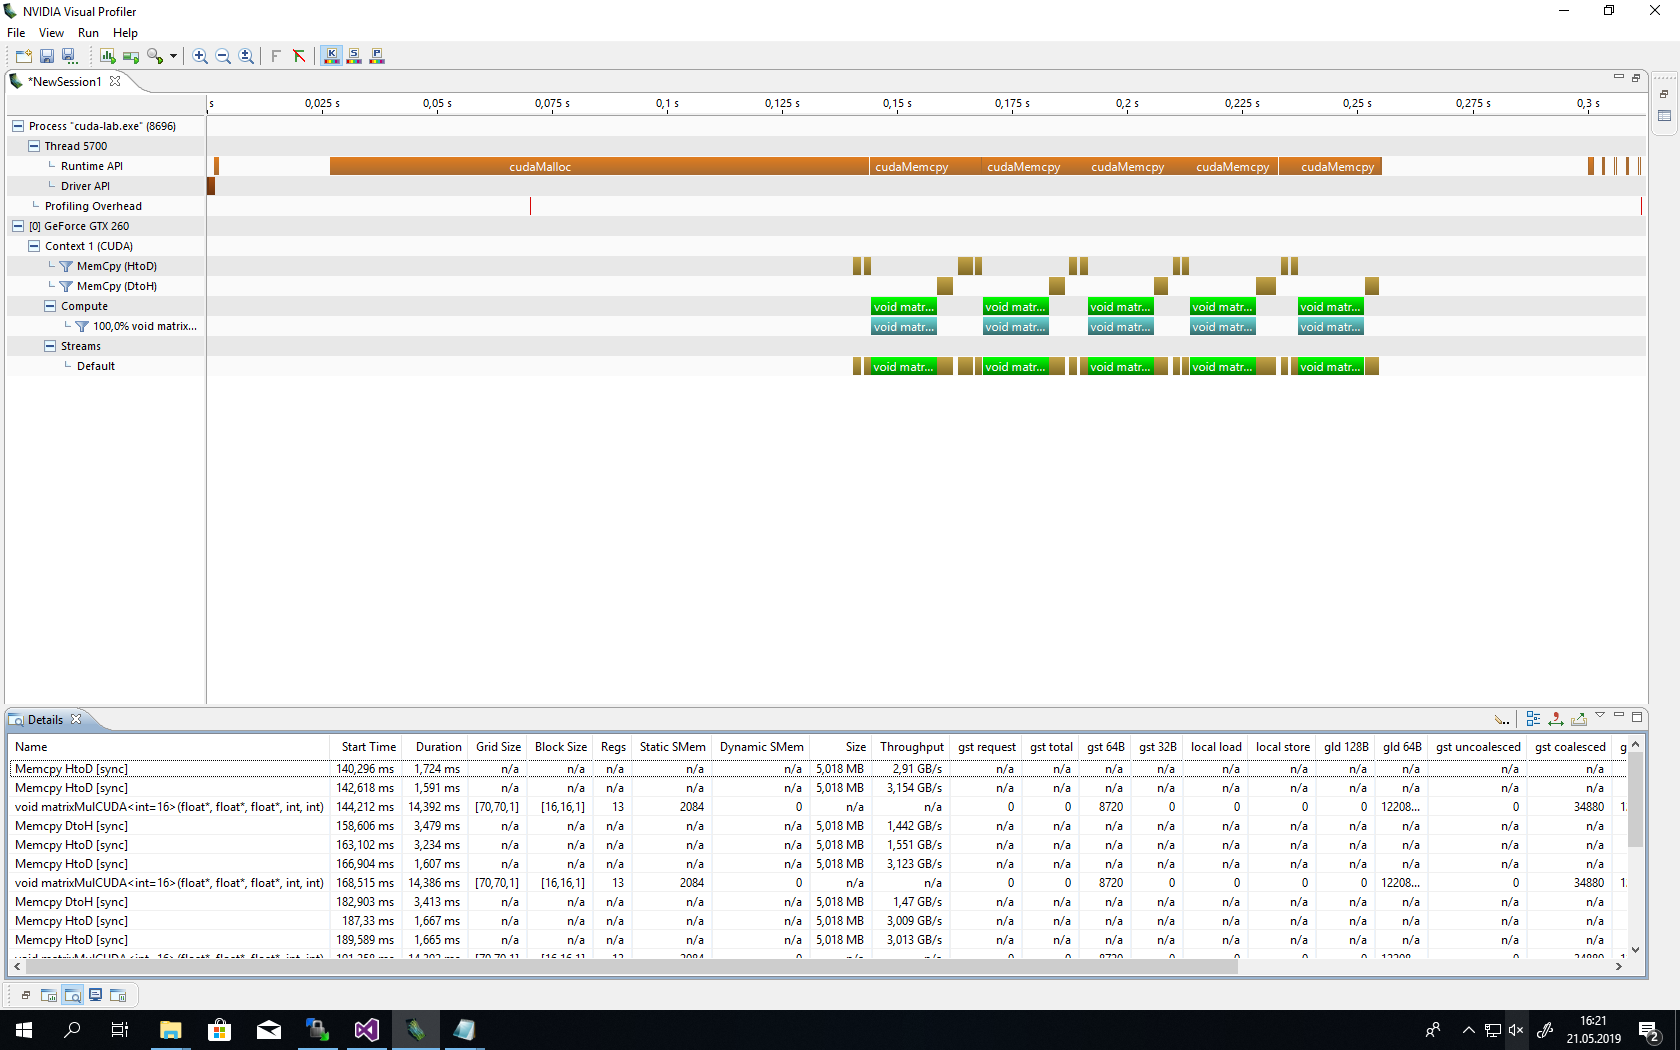 NVIDIA Visual Profiler
File View Run Help
*NewSession1
s 0,025 s 0,05 s 0,075 s 0,1 s 0,125 s 0,15 s 0,175 s 0,2 s 0,225 s 0,25 s 0,275 s 0,3 s
Process "cuda-lab.exe" (8696)
Thread 5700
Runtime API cudaMalloc cudaMemcpy cudaMemcpy cudaMemcpy cudaMemcpy cudaMemcpy
Driver API
Profiling Overhead
[0] GeForce GTX 260
Context 1 (CUDA)
MemCpy (HtoD)
MemCpy (DtoH)
Compute void matr... void matr... void matr... void matr... void matr...
100,0% void matrix... void matr... void matr... void matr... void matr... void matr...
Streams
Default void matr... void matr... void matr... void matr... void matr...
Details
Name Start Time Duration Grid Size Block Size Regs Static SMem Dynamic SMem Size Throughput gst request gst total gst 64B gst 32B local load local store gld 128B gld 64B gst uncoalesced gst coalesced g
Memcpy HtoD [sync] 140,296 ms 1,724 ms n/a n/a n/a n/a n/a 5,018 MB 2,91 GB/s n/a n/a n/a n/a n/a n/a n/a n/a n/a n/a
Memcpy HtoD [sync] 142,618 ms 1,591 ms n/a n/a n/a n/a n/a 5,018 MB 3,154 GB/s n/a n/a n/a n/a n/a n/a n/a n/a n/a n/a
void matrixMulCUDA<int=16>(float*, float*, float*, int, int) 144,212 ms 14,392 ms [70,70,1] [16,16,1] 13 2084 0 n/a n/a 0 0 8720 0 0 0 0 12208... 0 34880 1.
Memcpy DtoH [sync] 158,606 ms 3,479 ms n/a n/a n/a n/a n/a 5,018 MB 1,442 GB/s n/a n/a n/a n/a n/a n/a n/a n/a n/a n/a
Memcpy HtoD [sync] 163,102 ms 3,234 ms n/a n/a n/a n/a n/a 5,018 MB 1,551 GB/s n/a n/a n/a n/a n/a n/a n/a n/a n/a n/a
Memcpy HtoD [sync] 166,904 ms 1,607 ms n/a n/a n/a n/a n/a 5,018 MB 3,123 GB/s n/a n/a n/a n/a n/a n/a n/a n/a n/a n/a
void matrixMulCUDA<int=16>(float*, float*, float*, int, int) 168,515 ms 14,386 ms [70,70,1] [16,16,1] 13 2084 0 n/a n/a 0 0 8720 0 0 0 0 12208... 0 34880 1.
Memcpy DtoH [sync] 182,903 ms 3,413 ms n/a n/a n/a n/a n/a 5,018 MB 1,47 GB/s n/a n/a n/a n/a n/a n/a n/a n/a n/a n/a
Memcpy HtoD [sync] 187,33 ms 1,667 ms n/a n/a n/a n/a n/a 5,018 MB 3,009 GB/s n/a n/a n/a n/a n/a n/a n/a n/a n/a n/a
Memcpy HtoD [sync] 189,589 ms 1,665 ms n/a n/a n/a n/a n/a 5,018 MB 3,013 GB/s n/a n/a n/a n/a n/a n/a n/a n/a n/a n/a
16:21
21.05.2019
2